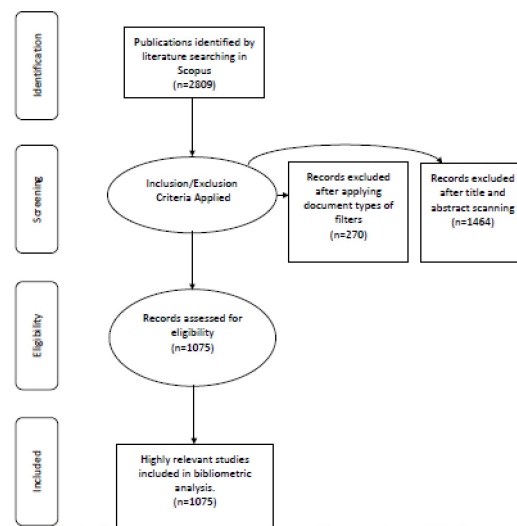 Identification
Publications identified by
literature searching in
Scopus
(n=2809)
Screening
Inclusion/Exclusion
Criteria Applied
Records excluded
after applying
document types of
filters
(n=270)
Records excluded
after title and
abstract scanning
(n=1464)
Eligibility
Records assessed for
eligibility
(n=1075)
Included
Highly relevant studies
included in bibliometric
analysis.
(n=1075)